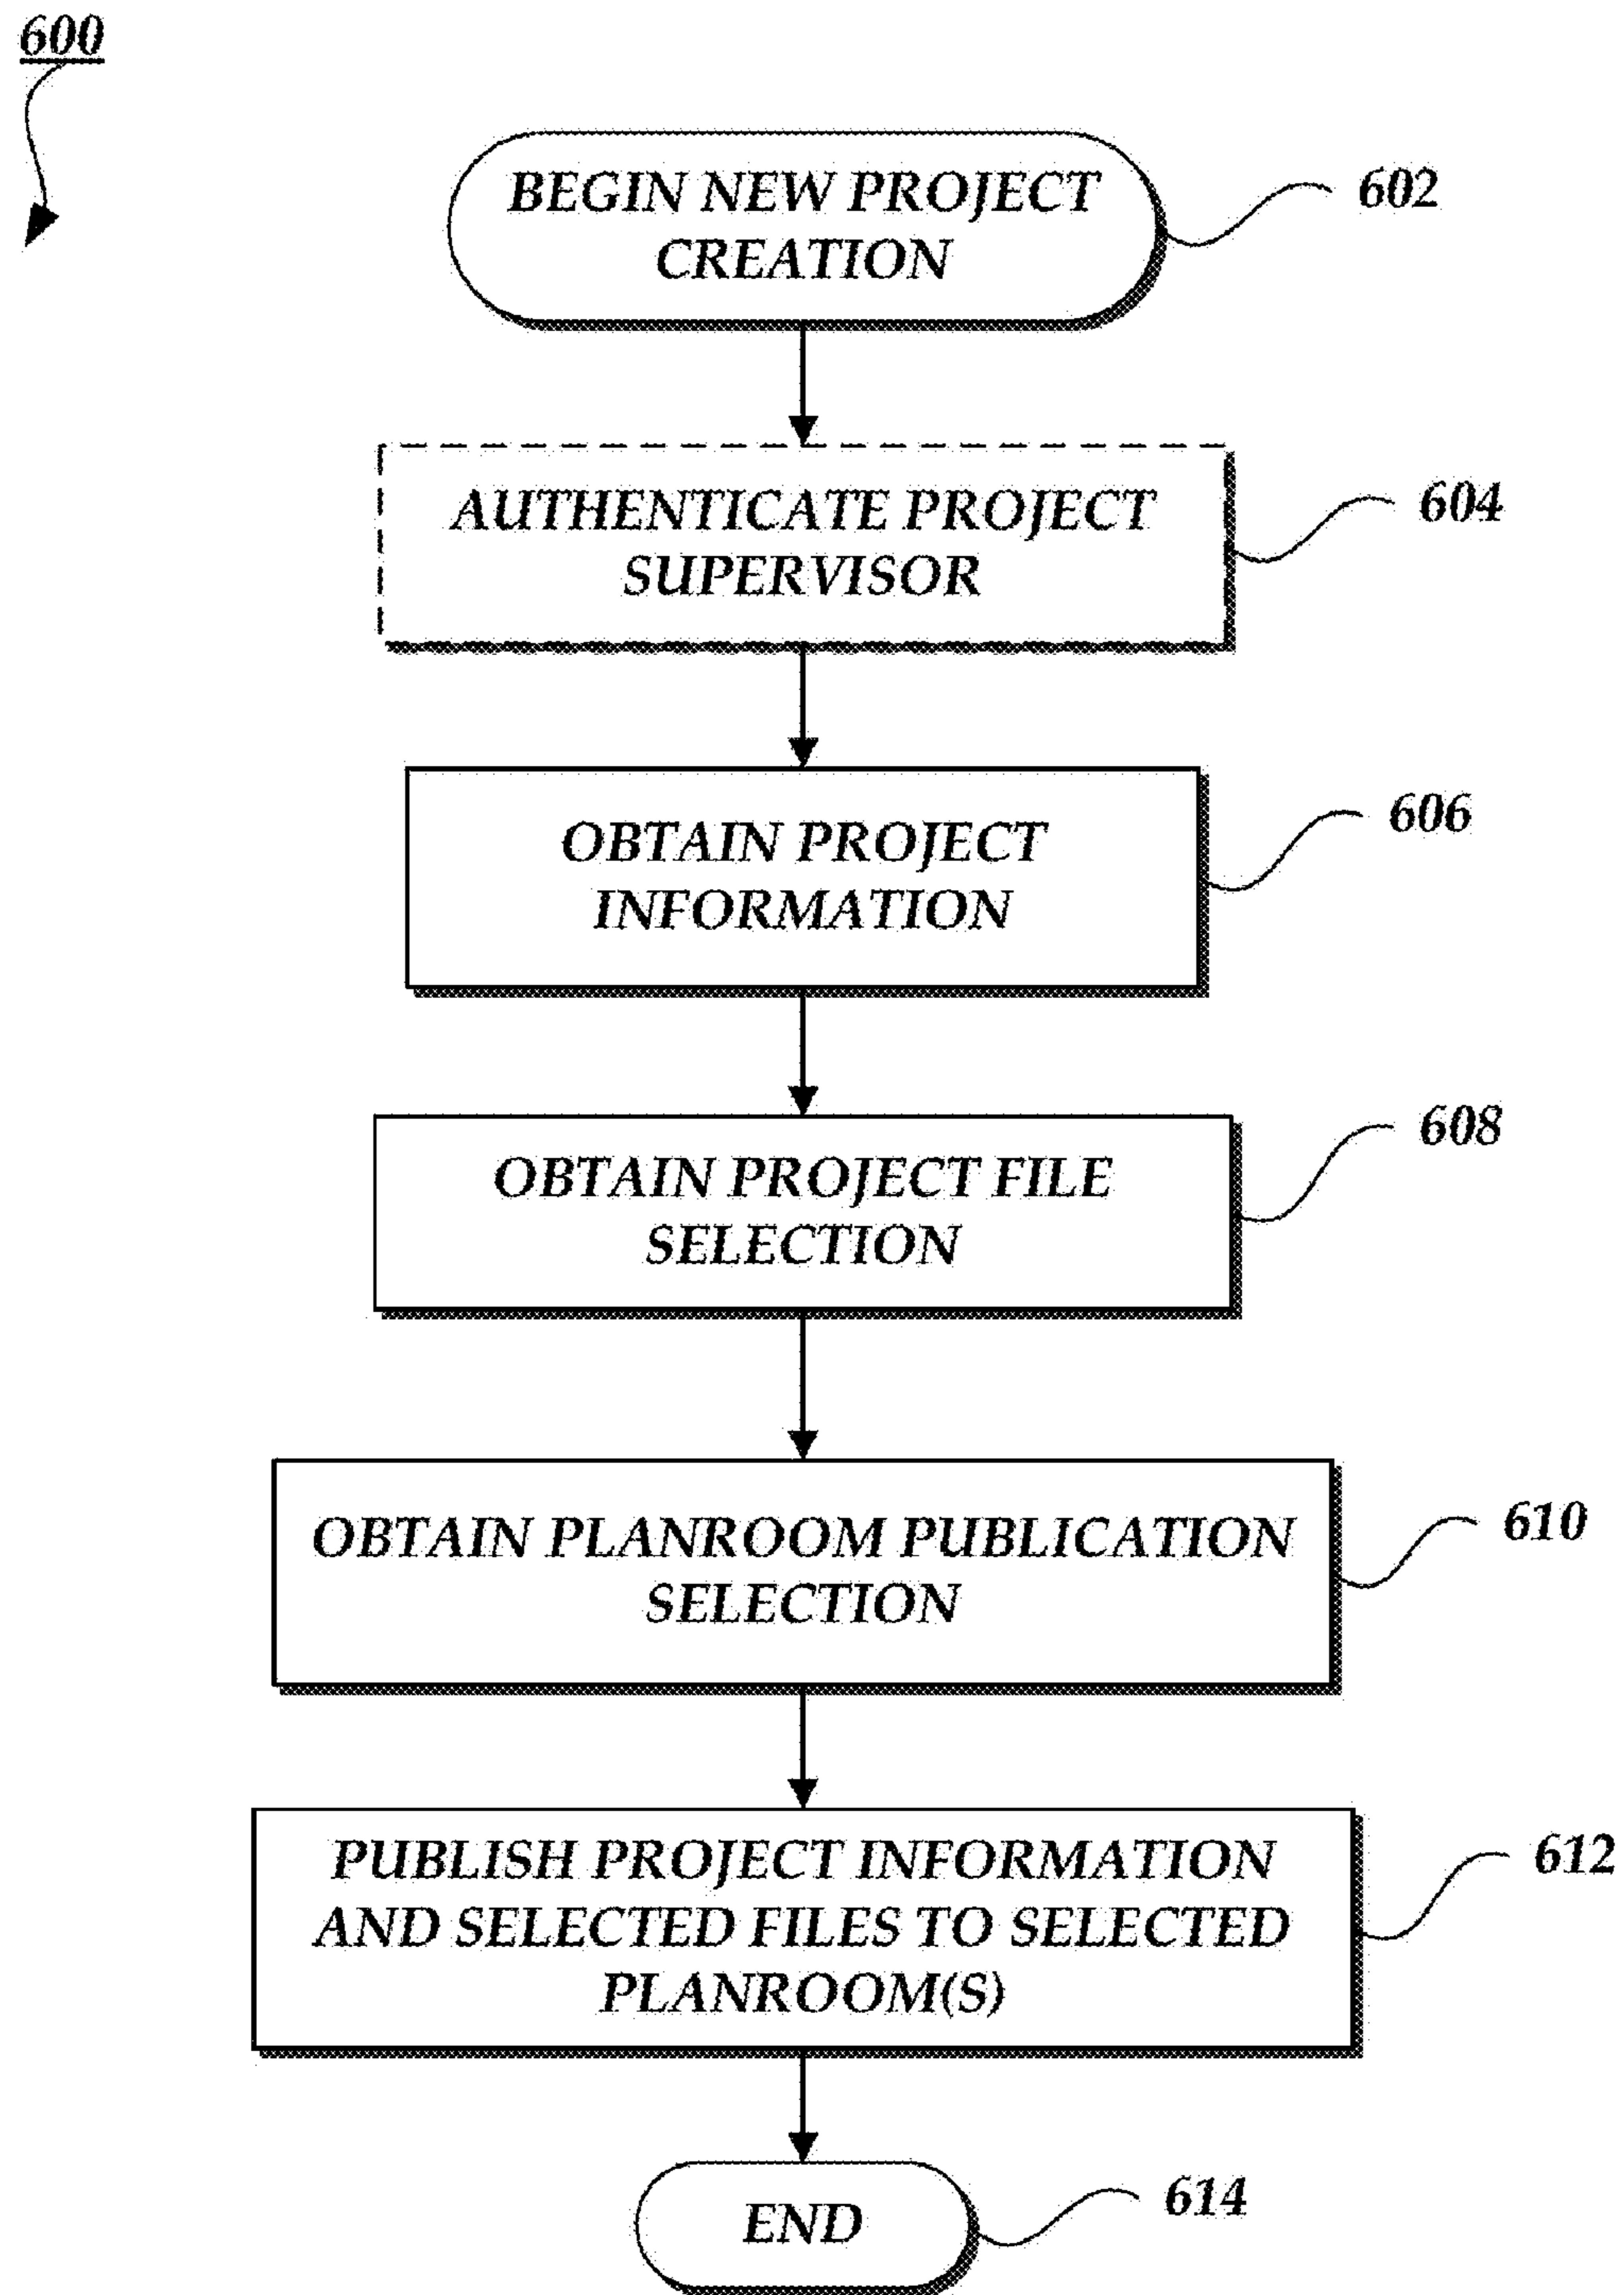 600
BEGIN NEW PROJECT
CREATION
602
AUTHENTICATE PROJECT
SUPERVISOR
604
OBTAIN PROJECT
INFORMATION
606
OBTAIN PROJECT FILE
SELECTION
608
OBTAIN PLANROOM PUBLICATION
SELECTION
610
PUBLISH PROJECT INFORMATION
AND SELECTED FILES TO SELECTED
PLANROOM(S)
612
END
614